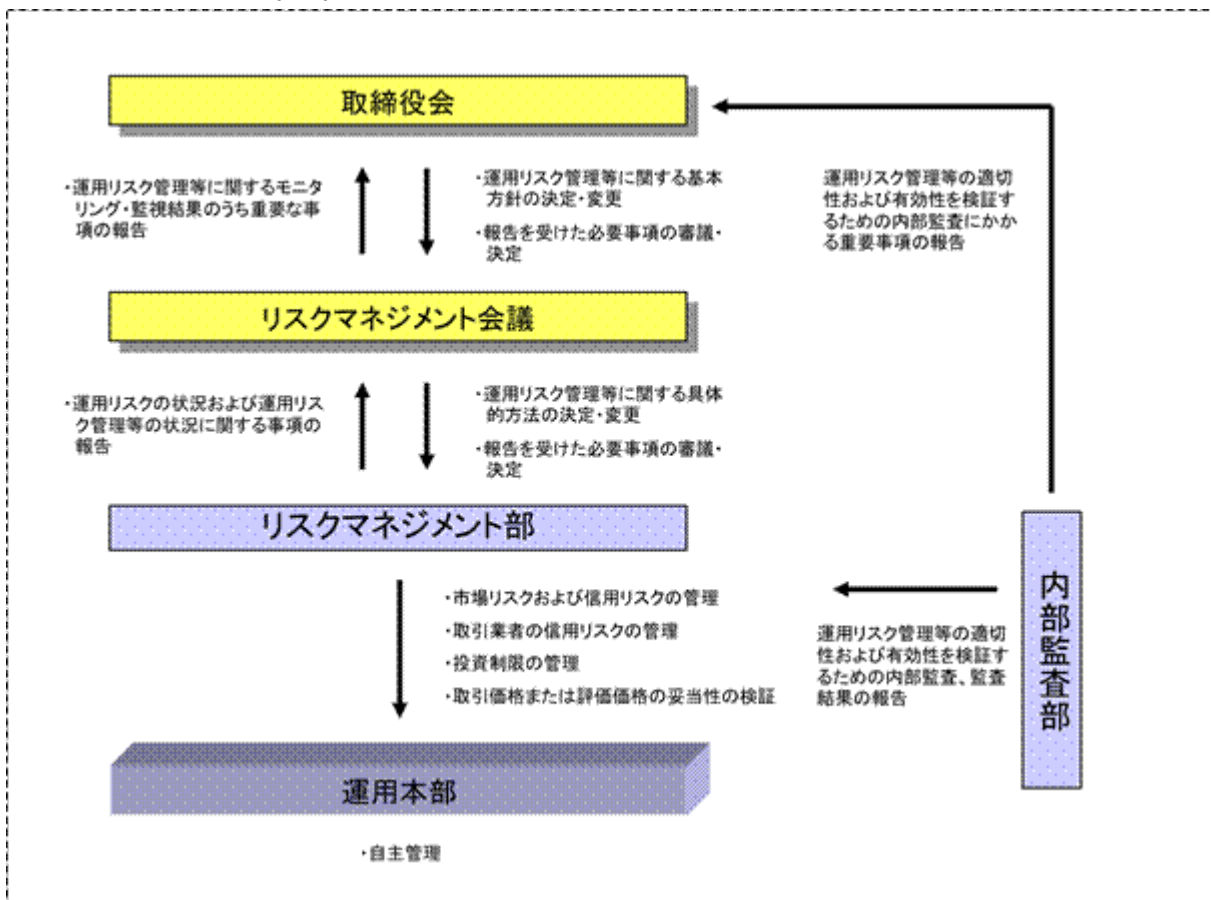 取締役会
・運用リスク管理等に関するモニ
タリング・監視結果のうち重要な事
項の報告
・運用リスク管理等に関する基本
方針の決定・変更
・報告を受けた必要事項の審議・
決定
運用リスク管理等の適切
性および有効性を検証す
るための内部監査にかか
る重要事項の報告
リスクマネジメント会議
・運用リスクの状況および運用リス
ク管理等の状況に関する事項の
報告
・運用リスク管理等に関する具体
的方法の決定・変更
・報告を受けた必要事項の審議・
決定
リスクマネジメント部
・市場リスクおよび信用リスクの管理
・取引業者の信用リスクの管理
・投資制限の管理
・取引価格または評価価格の妥当性の検証
運用リスク管理等の適切
性および有効性を検証す
るための内部監査、監査
結果の報告
内部監査部
運用本部
・自主管理